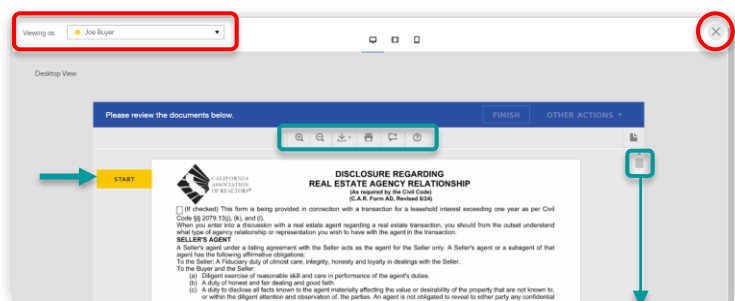 Viewing as Joe Buyer
Desktop View
Please review the documents below. FINISH OTHER ACTIONS
START
CALIFORNIA
ASSOCIATION
OF REALTORS®
DISCLOSURE REGARDING
REAL ESTATE AGENCY RELATIONSHIP
(As required by the Civil Code)
(C.A.R. Form AD, Revised 8/24)
(If checked) This form is being provided in connection with a transaction for a leasehold interest exceeding one year as per Civil
Code §§ 2079.13(j), (k), and (l).
When you enter into a discussion with a real estate agent regarding a real estate transaction, you should from the outset understand
what type of agency relationship or representation you wish to have with the agent in the transaction.
SELLER'S AGENT
A Seller's agent under a listing agreement with the Seller acts as the agent for the Seller only. A Seller's agent or a subagent of that
agent has the following affirmative obligations:
To the Seller: A Fiduciary duty of utmost care, integrity, honesty and loyalty in dealings with the Seller.
To the Buyer and the Seller:
(a) Diligent exercise of reasonable skill and care in performance of the agent's duties.
(b) A duty of honest and fair dealing and good faith.
(c) A duty to disclose all facts known to the agent materially affecting the value or desirability of the property that are not known to,
or within the diligent attention and observation of, the parties. An agent is not obligated to reveal to either party any confidential